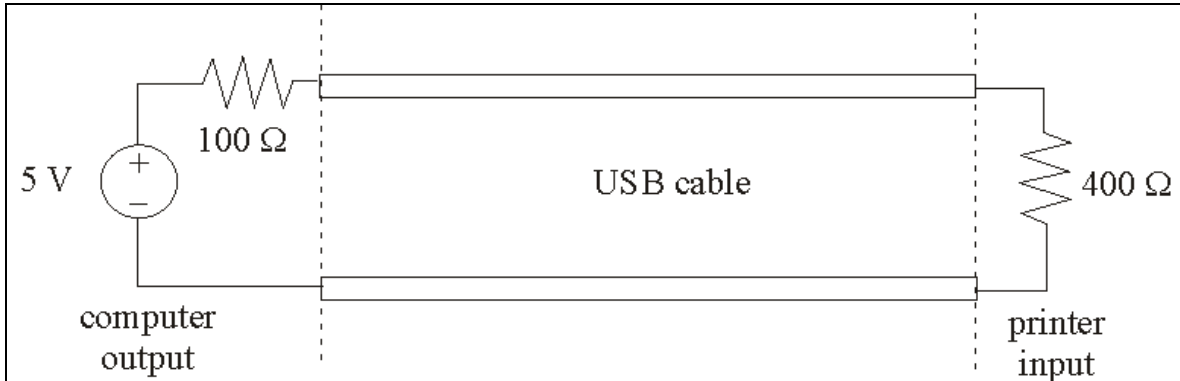 100 Ω
5 V
+
−
USB cable
400 Ω
computer
output
printer
input